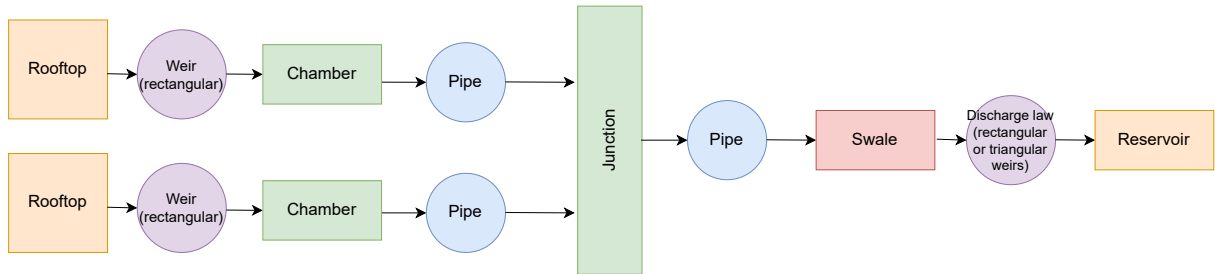 Rooftop
Weir
(rectangular)
Chamber
Pipe
Rooftop
Weir
(rectangular)
Chamber
Pipe
Junction
Pipe
Swale
Discharge law
(rectangular
or triangular
weirs)
Reservoir